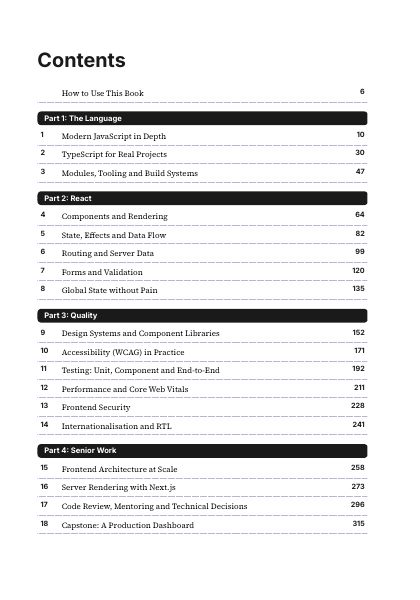 Contents
How to Use This Book 6
Part 1: The Language
1 Modern JavaScript in Depth 10
2 TypeScript for Real Projects 30
3 Modules, Tooling and Build Systems 47
Part 2: React
4 Components and Rendering 64
5 State, Effects and Data Flow 82
6 Routing and Server Data 99
7 Forms and Validation 120
8 Global State without Pain 135
Part 3: Quality
9 Design Systems and Component Libraries 152
10 Accessibility (WCAG) in Practice 171
11 Testing: Unit, Component and End-to-End 192
12 Performance and Core Web Vitals 211
13 Frontend Security 228
14 Internationalisation and RTL 241
Part 4: Senior Work
15 Frontend Architecture at Scale 258
16 Server Rendering with Next.js 273
17 Code Review, Mentoring and Technical Decisions 296
18 Capstone: A Production Dashboard 315